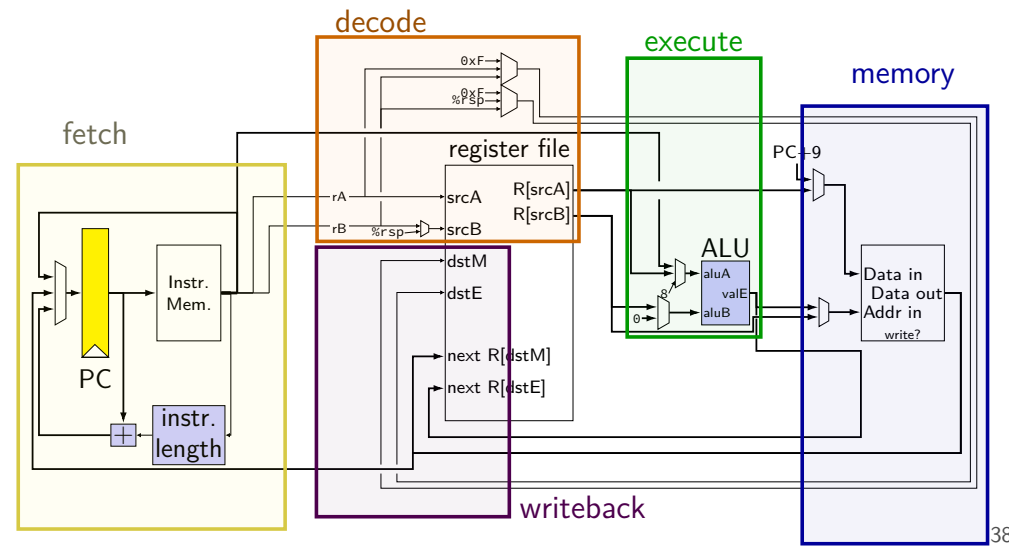 decode
execute
memory
fetch
0xF
0xF
%rsp
PC+9
register file
rA
srcA
R[srcA]
R[srcB]
rB
%rsp
srcB
ALU
dstM
Instr.
Mem.
aluA
Data in
8
valE
Data out
dstE
aluB
Addr in
0
write?
PC
next R[dstM]
next R[dstE]
instr.
length
+
writeback
38